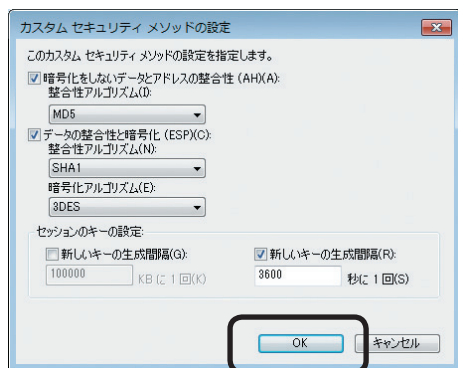 カスタム セキュリティ メソッドの設定
このカスタム セキュリティ メソッドの設定を指定します。
暗号化をしないデータとアドレスの整合性 (AH)(A):
整合性アルゴリズム(I):
MD5
データの整合性と暗号化 (ESP)(C):
整合性アルゴリズム(N):
SHA1
暗号化アルゴリズム(E):
3DES
セッションのキーの設定:
新しいキーの生成間隔(G): 新しいキーの生成間隔(R):
100000 KB に 1 回(K) 3600 秒に 1 回(S)
OK キャンセル